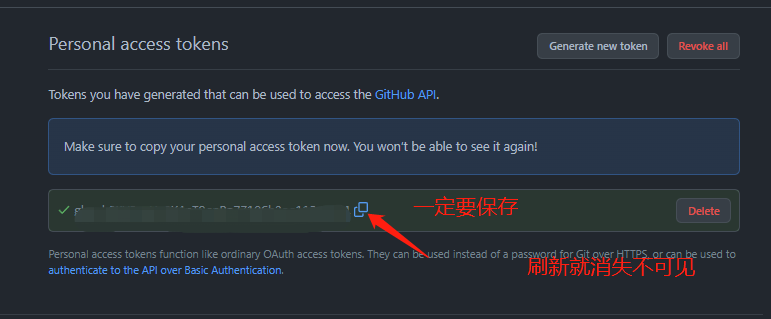 Personal access tokens
Generate new token
Revoke all
Tokens you have generated that can be used to access the GitHub API.
Make sure to copy your personal access token now. You won't be able to see it again!
一定要保存
Delete
Personal access tokens function like ordinary OAuth access tokens. They can be used instead of a password for Git over HTTPS, or can be used to
刷新就消失不可见
authenticate to the API over Basic Authentication.